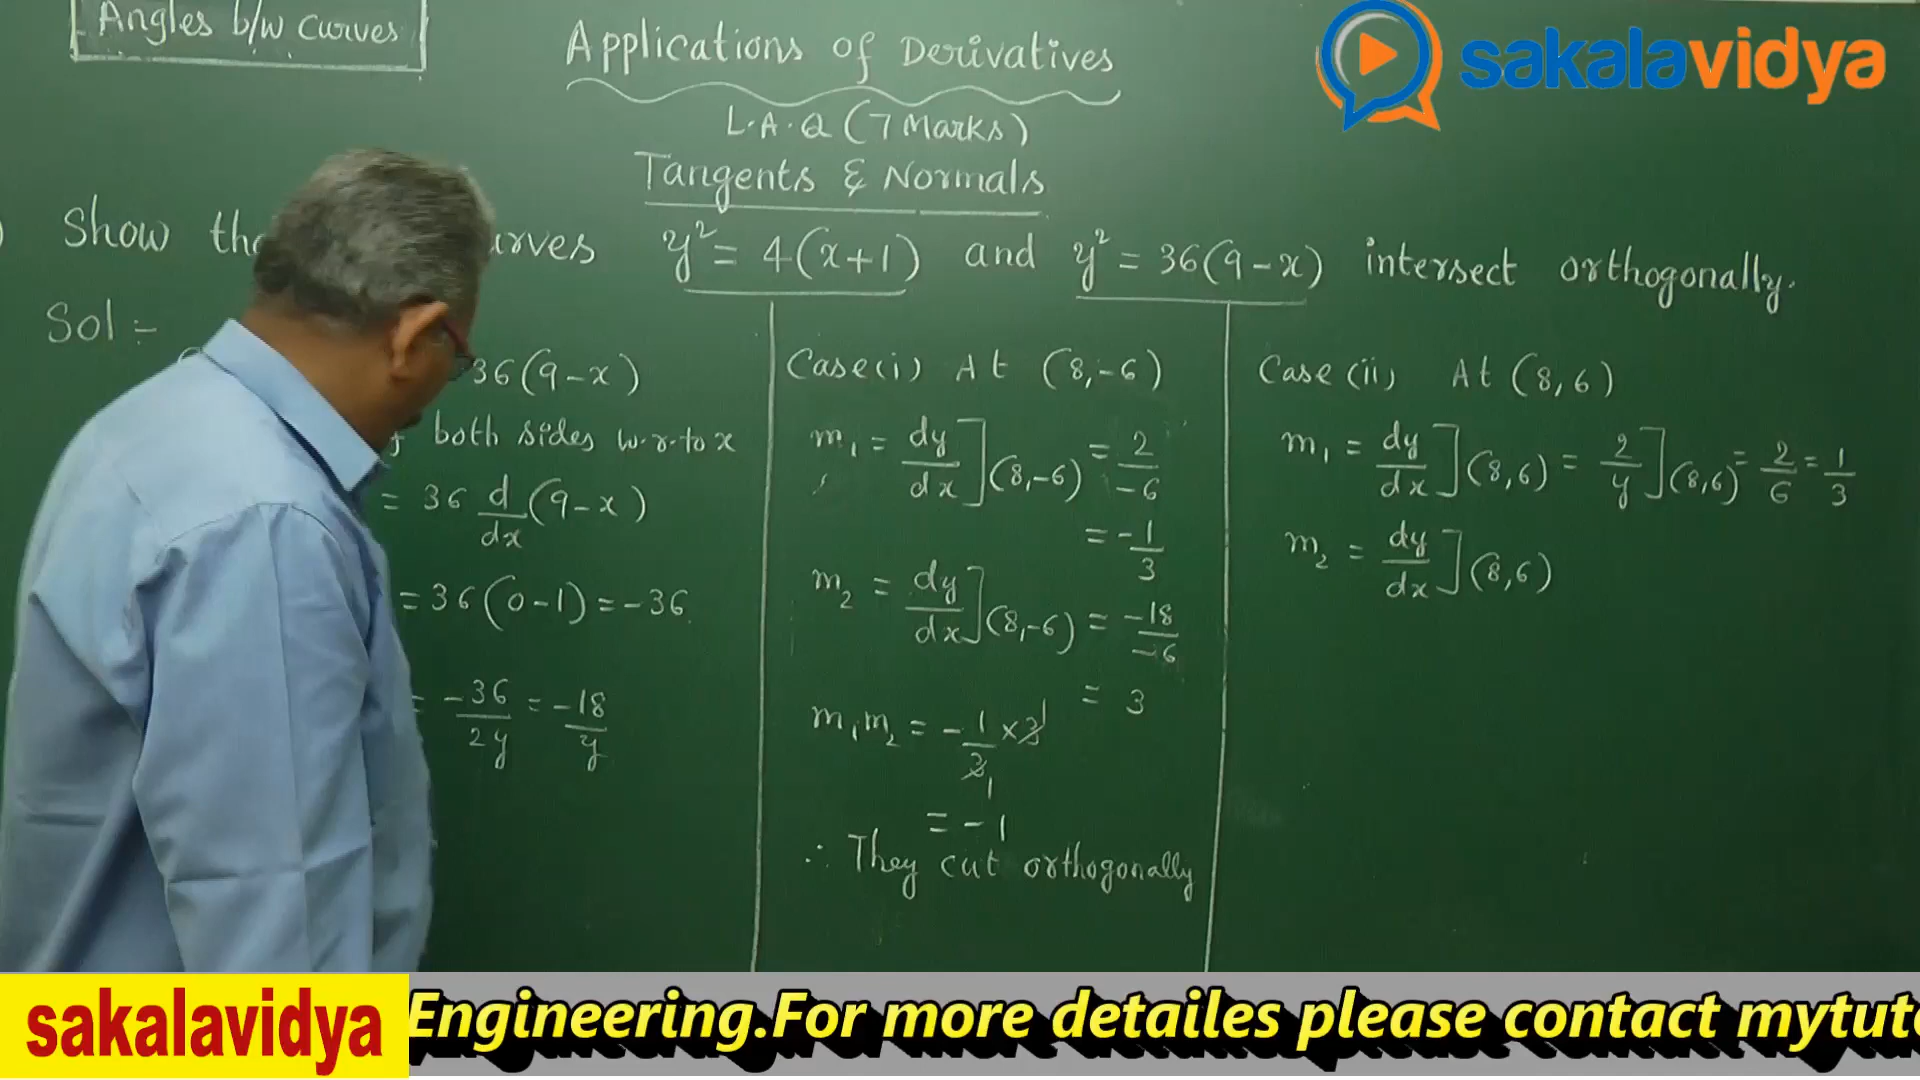 Angles b/w Curves
Applications of Derivatives
sakalavidya
L.A.Q (7 Marks)
Tangents & Normals
Show y² = 4(x+1) and y² = 36(9-x) intersect orthogonally.
Sol :-
36(9-x)
both sides w.r.to x
= 36 d/dx (9-x)
= 36(0-1) = -36
= -36/2y = -18/y
Case(i) At (8,-6)
m₁ = dy/dx](8,-6) = 2/-6
= -1/3
m₂ = dy/dx](8,-6) = -18/-6
= 3
m₁m₂ = -1/3 × 3
1
1
= -1
∴ They cut orthogonally
Case (ii) At (8,6)
m₁ = dy/dx](8,6) = 2/y](8,6) = 2/6 = 1/3
m₂ = dy/dx](8,6)
sakalavidya
Engineering.For more detailes please contact